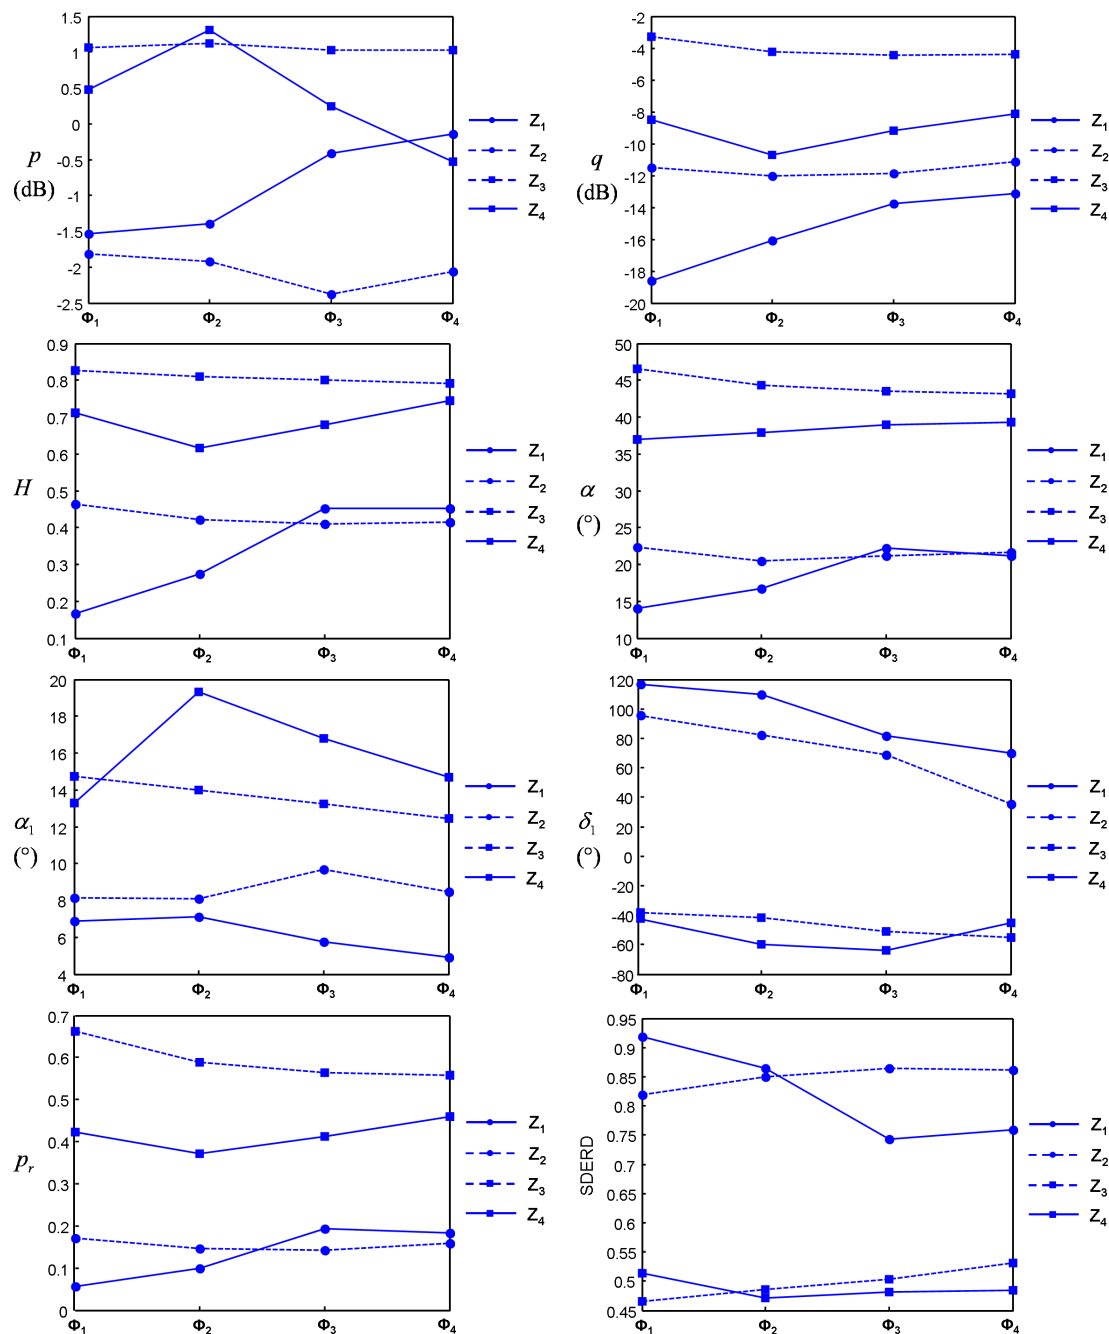 1.5
1
0.5
0
-0.5
-1
-1.5
-2
-2.5
p
(dB)
Φ1 Φ2 Φ3 Φ4
Z1
Z2
Z3
Z4
-2
-4
-6
-8
-10
-12
-14
-16
-18
-20
q
(dB)
Φ1 Φ2 Φ3 Φ4
Z1
Z2
Z3
Z4
0.9
0.8
0.7
0.6
0.5
0.4
0.3
0.2
0.1
H
Φ1 Φ2 Φ3 Φ4
Z1
Z2
Z3
Z4
50
45
40
35
30
25
20
15
10
α
(°)
Φ1 Φ2 Φ3 Φ4
Z1
Z2
Z3
Z4
20
18
16
14
12
10
8
6
4
α1
(°)
Φ1 Φ2 Φ3 Φ4
Z1
Z2
Z3
Z4
120
100
80
60
40
20
0
-20
-40
-60
-80
δ1
(°)
Φ1 Φ2 Φ3 Φ4
Z1
Z2
Z3
Z4
0.7
0.6
0.5
0.4
0.3
0.2
0.1
0
pr
Φ1 Φ2 Φ3 Φ4
Z1
Z2
Z3
Z4
0.95
0.9
0.85
0.8
0.75
0.7
0.65
0.6
0.55
0.5
0.45
SDERD
Φ1 Φ2 Φ3 Φ4
Z1
Z2
Z3
Z4